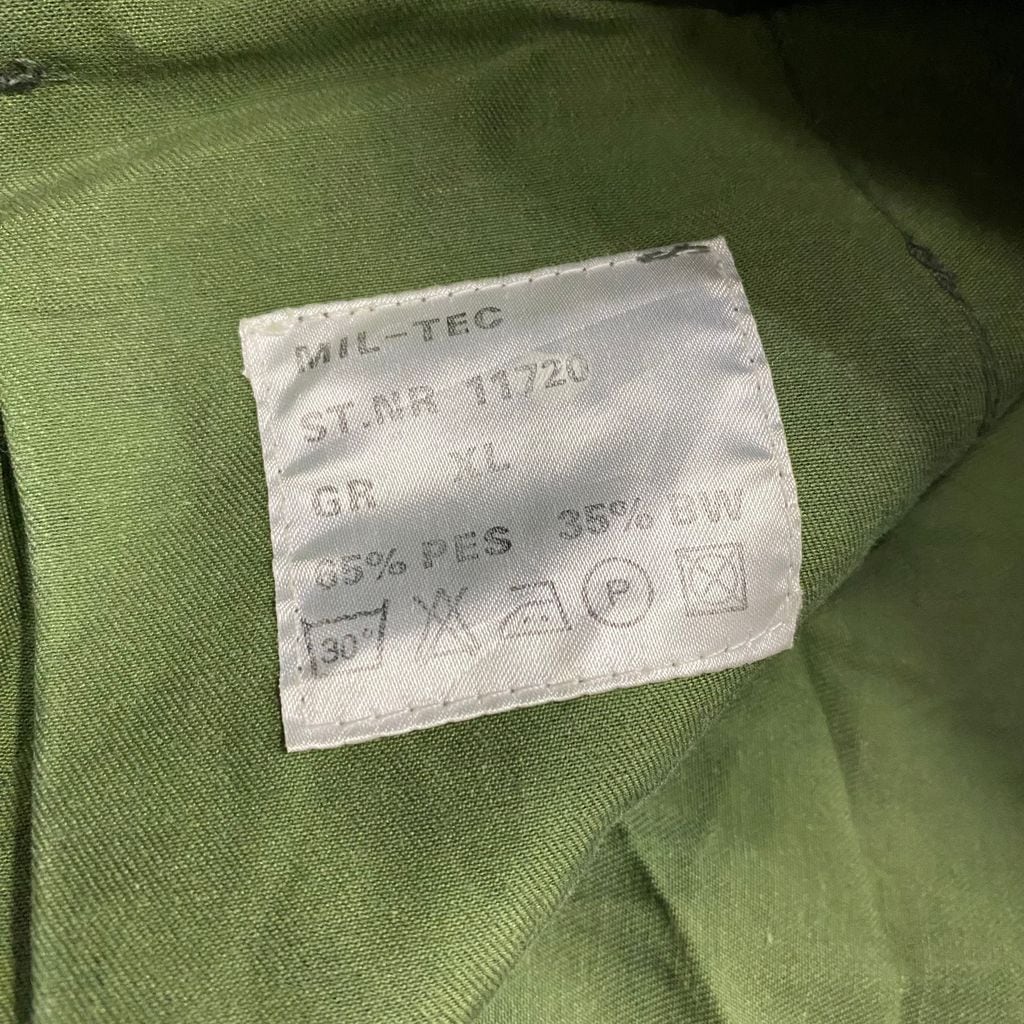 MIL-TEC
ST.NR 11720
GR XL
65% PES 35% BW
30° P